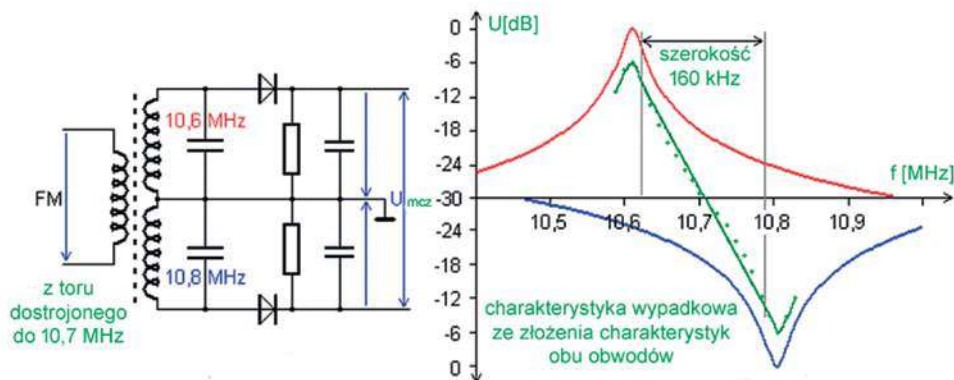 FM
z toru
dostrojonego
do 10,7 MHz
10,6 MHz
10,8 MHz
U mcz
U[dB]
0
-6
-12
-18
-24
-30
-24
-18
-12
-6
0
szerokość
160 kHz
f [MHz]
10,5
10,6
10,7
10,8
10,9
charakterystyka wypadkowa
ze złożenia charakterystyk
obu obwodów